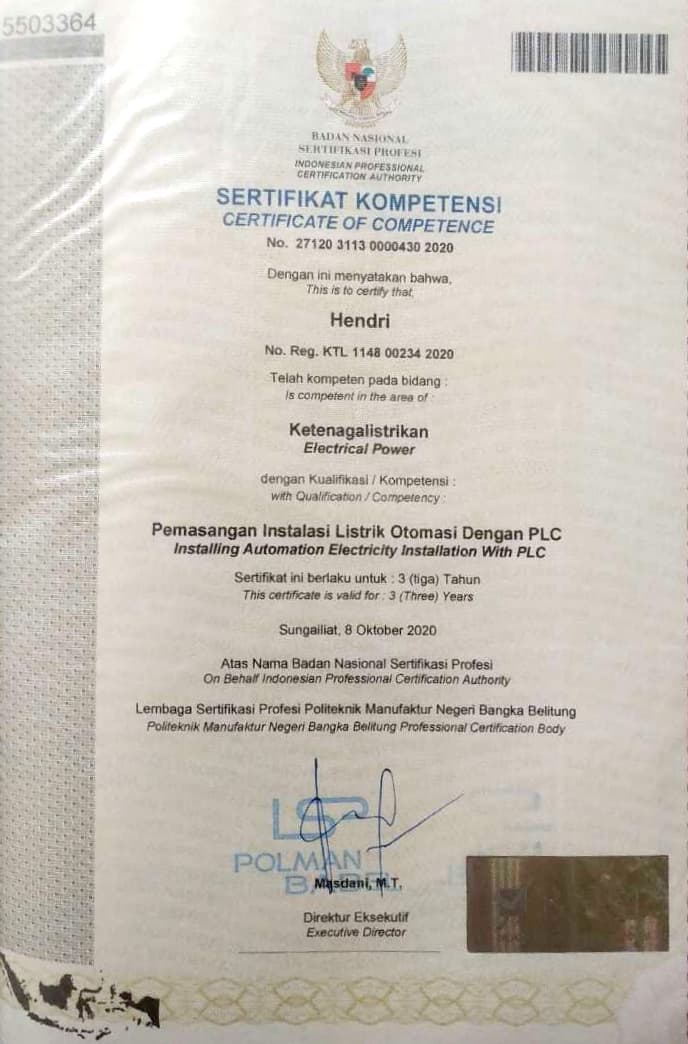 5503364
BADAN NASIONAL
SERTIFIKASI PROFESI
INDONESIAN PROFESSIONAL
CERTIFICATION AUTHORITY
SERTIFIKAT KOMPETENSI
CERTIFICATE OF COMPETENCE
No. 27120 3113 0000430 2020
Dengan ini menyatakan bahwa,
This is to certify that,
Hendri
No. Reg. KTL 1148 00234 2020
Telah kompeten pada bidang :
Is competent in the area of :
Ketenagalistrikan
Electrical Power
dengan Kualifikasi / Kompetensi :
with Qualification / Competency :
Pemasangan Instalasi Listrik Otomasi Dengan PLC
Installing Automation Electricity Installation With PLC
Sertifikat ini berlaku untuk : 3 (tiga) Tahun
This certificate is valid for : 3 (Three) Years
Sungailiat, 8 Oktober 2020
Atas Nama Badan Nasional Sertifikasi Profesi
On Behalf Indonesian Professional Certification Authority
Lembaga Sertifikasi Profesi Politeknik Manufaktur Negeri Bangka Belitung
Politeknik Manufaktur Negeri Bangka Belitung Professional Certification Body
LSP
POLMAN
BABEL
Masdani, M.T.
Direktur Eksekutif
Executive Director